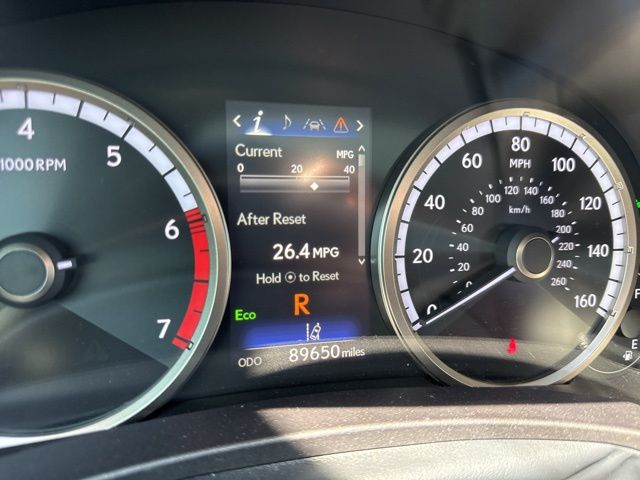 4
5
6
7
1000 RPM
< i >
Current MPG
0 20 40
After Reset
26.4 MPG
Hold to Reset
R
Eco
ODO 89650 miles
0
20
40
60
80
100
120
140
160
MPH
km/h
20
40
60
80
100
120
140
160
180
200
220
240
260
F
E